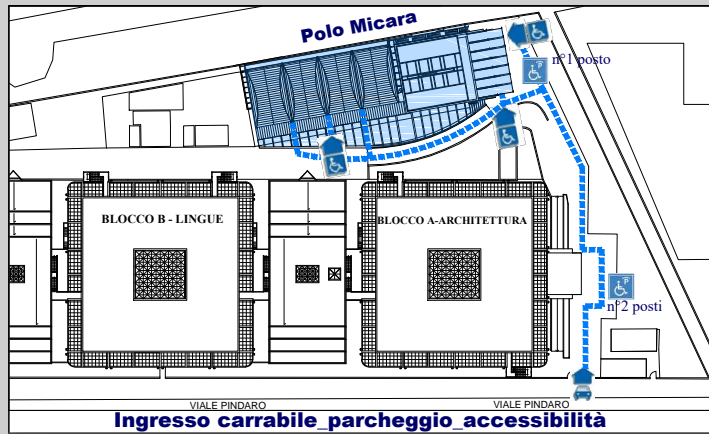 Polo Micara
n°1 posto
P
P
BLOCCO B - LINGUE
BLOCCO A-ARCHITETTURA
n°2 posti
VIALE PINDARO
VIALE PINDARO
Ingresso carrabile_parcheggio_accessibilità